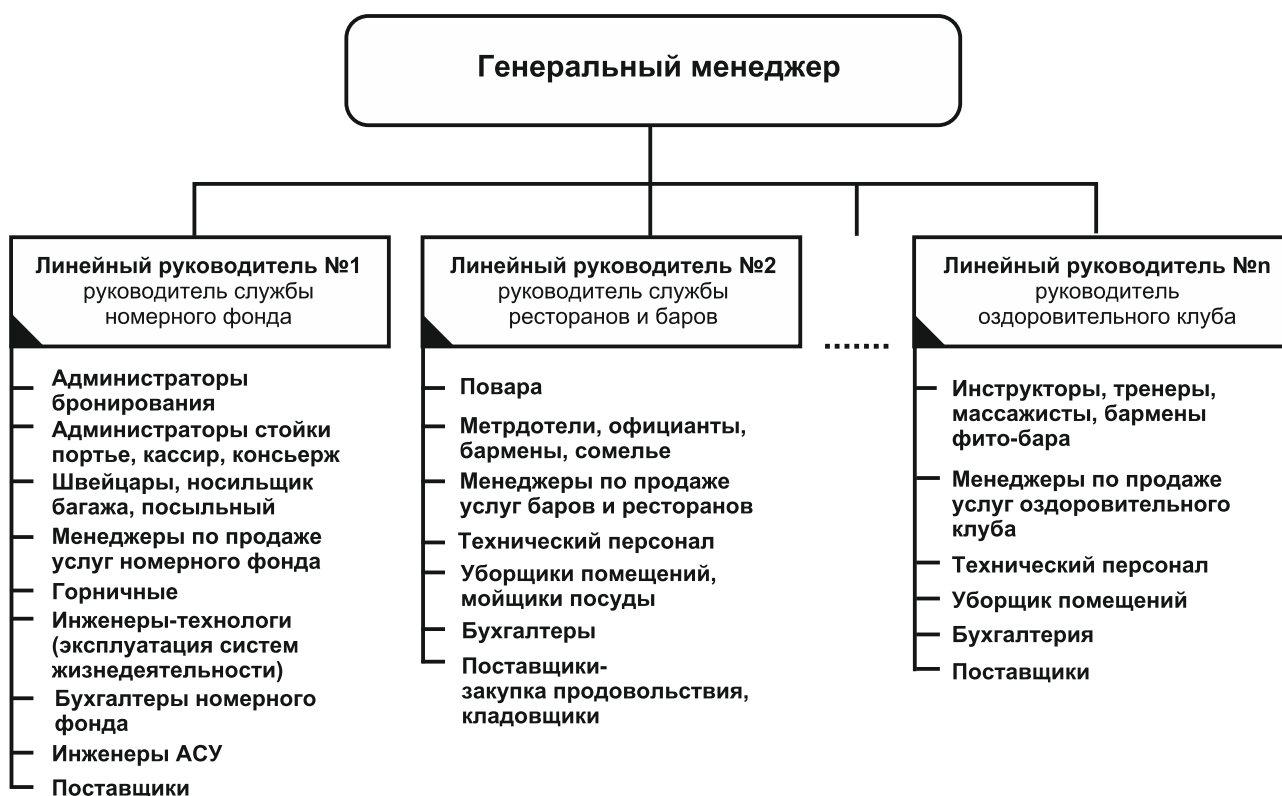 Генеральный менеджер
Линейный руководитель №1
руководитель службы
номерного фонда
Линейный руководитель №2
руководитель службы
ресторанов и баров
.......
Линейный руководитель №n
руководитель
оздоровительного клуба
Администраторы
бронирования
Администраторы стойки
портье, кассир, консьерж
Швейцары, носильщик
багажа, посыльный
Менеджеры по продаже
услуг номерного фонда
Горничные
Инженеры-технологи
(эксплуатация систем
жизнедеятельности)
Бухгалтеры номерного
фонда
Инженеры АСУ
Поставщики
Повара
Метрдотели, официанты,
бармены, сомелье
Менеджеры по продаже
услуг баров и ресторанов
Технический персонал
Уборщики помещений,
мойщики посуды
Бухгалтеры
Поставщики-
закупка продовольствия,
кладовщики
Инструкторы, тренеры,
массажисты, бармены
фито-бара
Менеджеры по продаже
услуг оздоровительного
клуба
Технический персонал
Уборщик помещений
Бухгалтерия
Поставщики